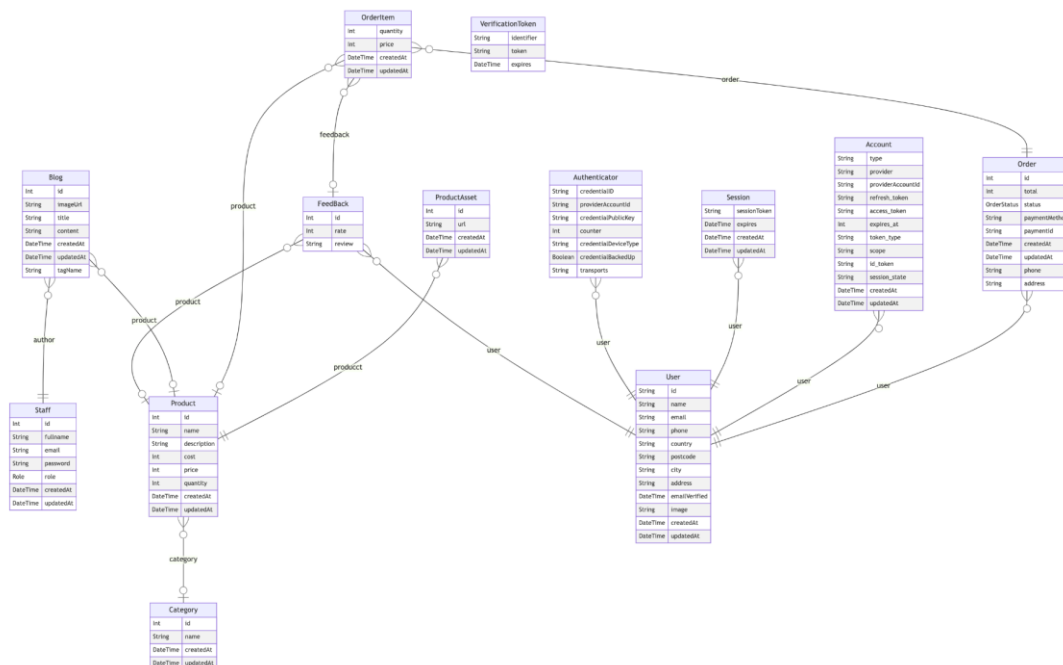 OrderItem
Int quantity
Int price
DateTime createdAt
DateTime updatedAt
VerificationToken
String identifier
String token
DateTime expires
order
feedback
product
Blog
Int id
String imageUrl
String title
String content
DateTime createdAt
DateTime updatedAt
String tagName
FeedBack
Int id
Int rate
String review
ProductAsset
Int id
String url
DateTime createdAt
DateTime updatedAt
Authenticator
String credentialID
String providerAccountId
String credentialPublicKey
Int counter
String credentialDeviceType
Boolean credentialBackedUp
String transports
Session
String sessionToken
DateTime expires
DateTime createdAt
DateTime updatedAt
Account
String type
String provider
String providerAccountId
String refresh_token
String access_token
Int expires_at
String token_type
String scope
String id_token
String session_state
DateTime createdAt
DateTime updatedAt
Order
Int id
Int total
OrderStatus status
String paymentMetho
String paymentId
DateTime createdAt
DateTime updatedAt
String phone
String address
product
product
author
producct
user
user
user
user
user
Staff
Int id
String fullname
String email
String password
Role role
DateTime createdAt
DateTime updatedAt
Product
Int id
String name
String description
Int cost
Int price
Int quantity
DateTime createdAt
DateTime updatedAt
User
String id
String name
String email
String phone
String country
String postcode
String city
String address
DateTime emailVerified
String image
DateTime createdAt
DateTime updatedAt
category
Category
Int id
String name
DateTime createdAt
DateTime updatedAt